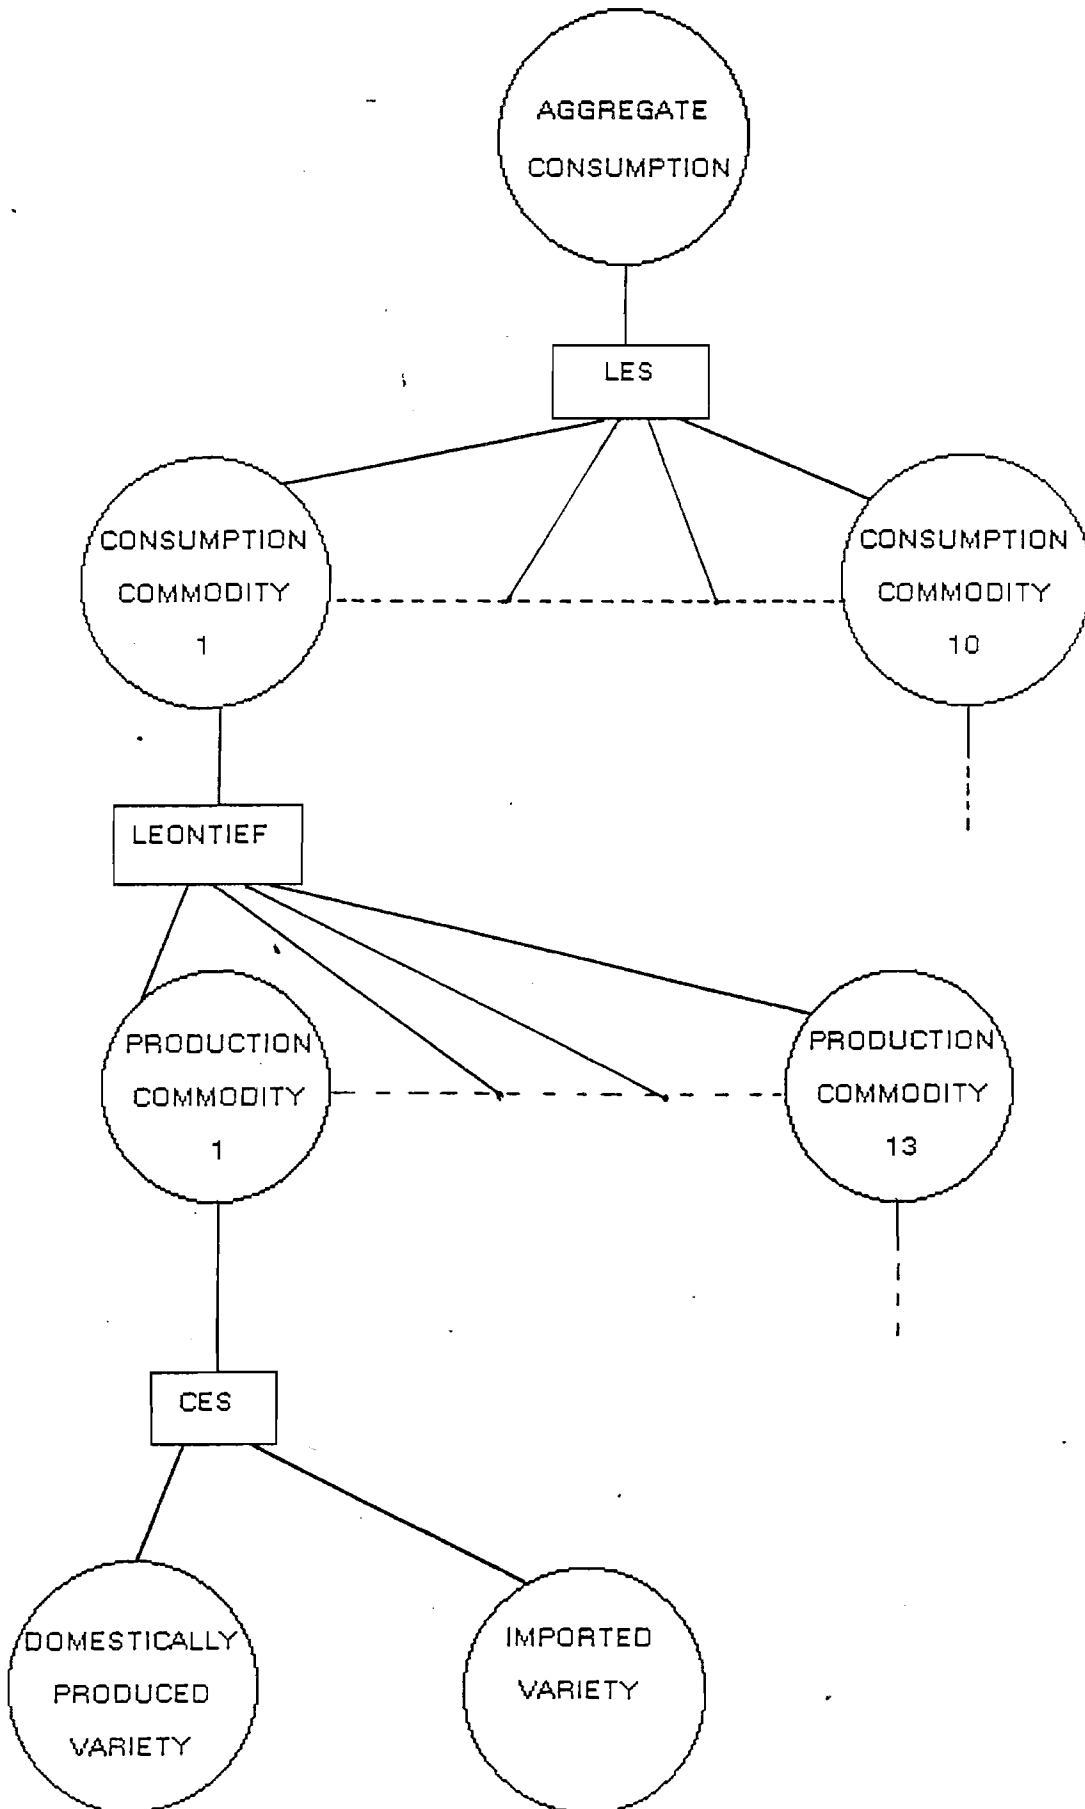 AGGREGATE
CONSUMPTION
LES
CONSUMPTION
COMMODITY
1
CONSUMPTION
COMMODITY
10
LEONTIEF
PRODUCTION
COMMODITY
1
PRODUCTION
COMMODITY
13
CES
DOMESTICALLY
PRODUCED
VARIETY
IMPORTED
VARIETY